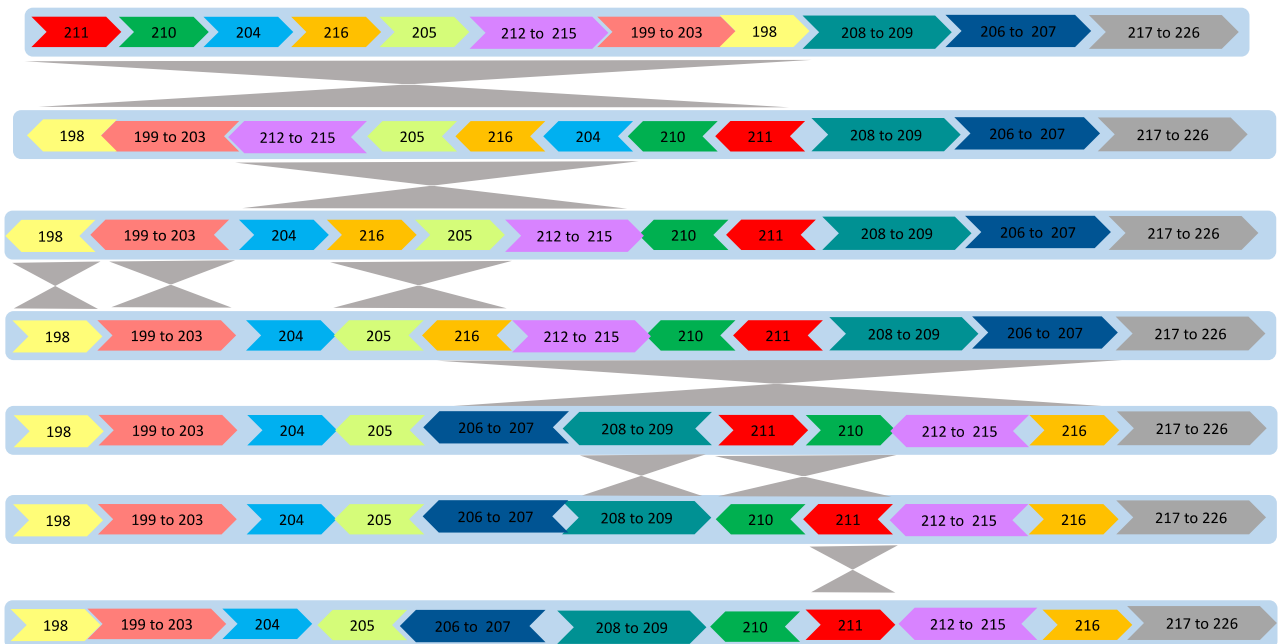 211 210 204 216 205 212 to 215 199 to 203 198 208 to 209 206 to 207 217 to 226
198 199 to 203 212 to 215 205 216 204 210 211 208 to 209 206 to 207 217 to 226
198 199 to 203 204 216 205 212 to 215 210 211 208 to 209 206 to 207 217 to 226
198 199 to 203 204 205 216 212 to 215 210 211 208 to 209 206 to 207 217 to 226
198 199 to 203 204 205 206 to 207 208 to 209 211 210 212 to 215 216 217 to 226
198 199 to 203 204 205 206 to 207 208 to 209 210 211 212 to 215 216 217 to 226
198 199 to 203 204 205 206 to 207 208 to 209 210 211 212 to 215 216 217 to 226